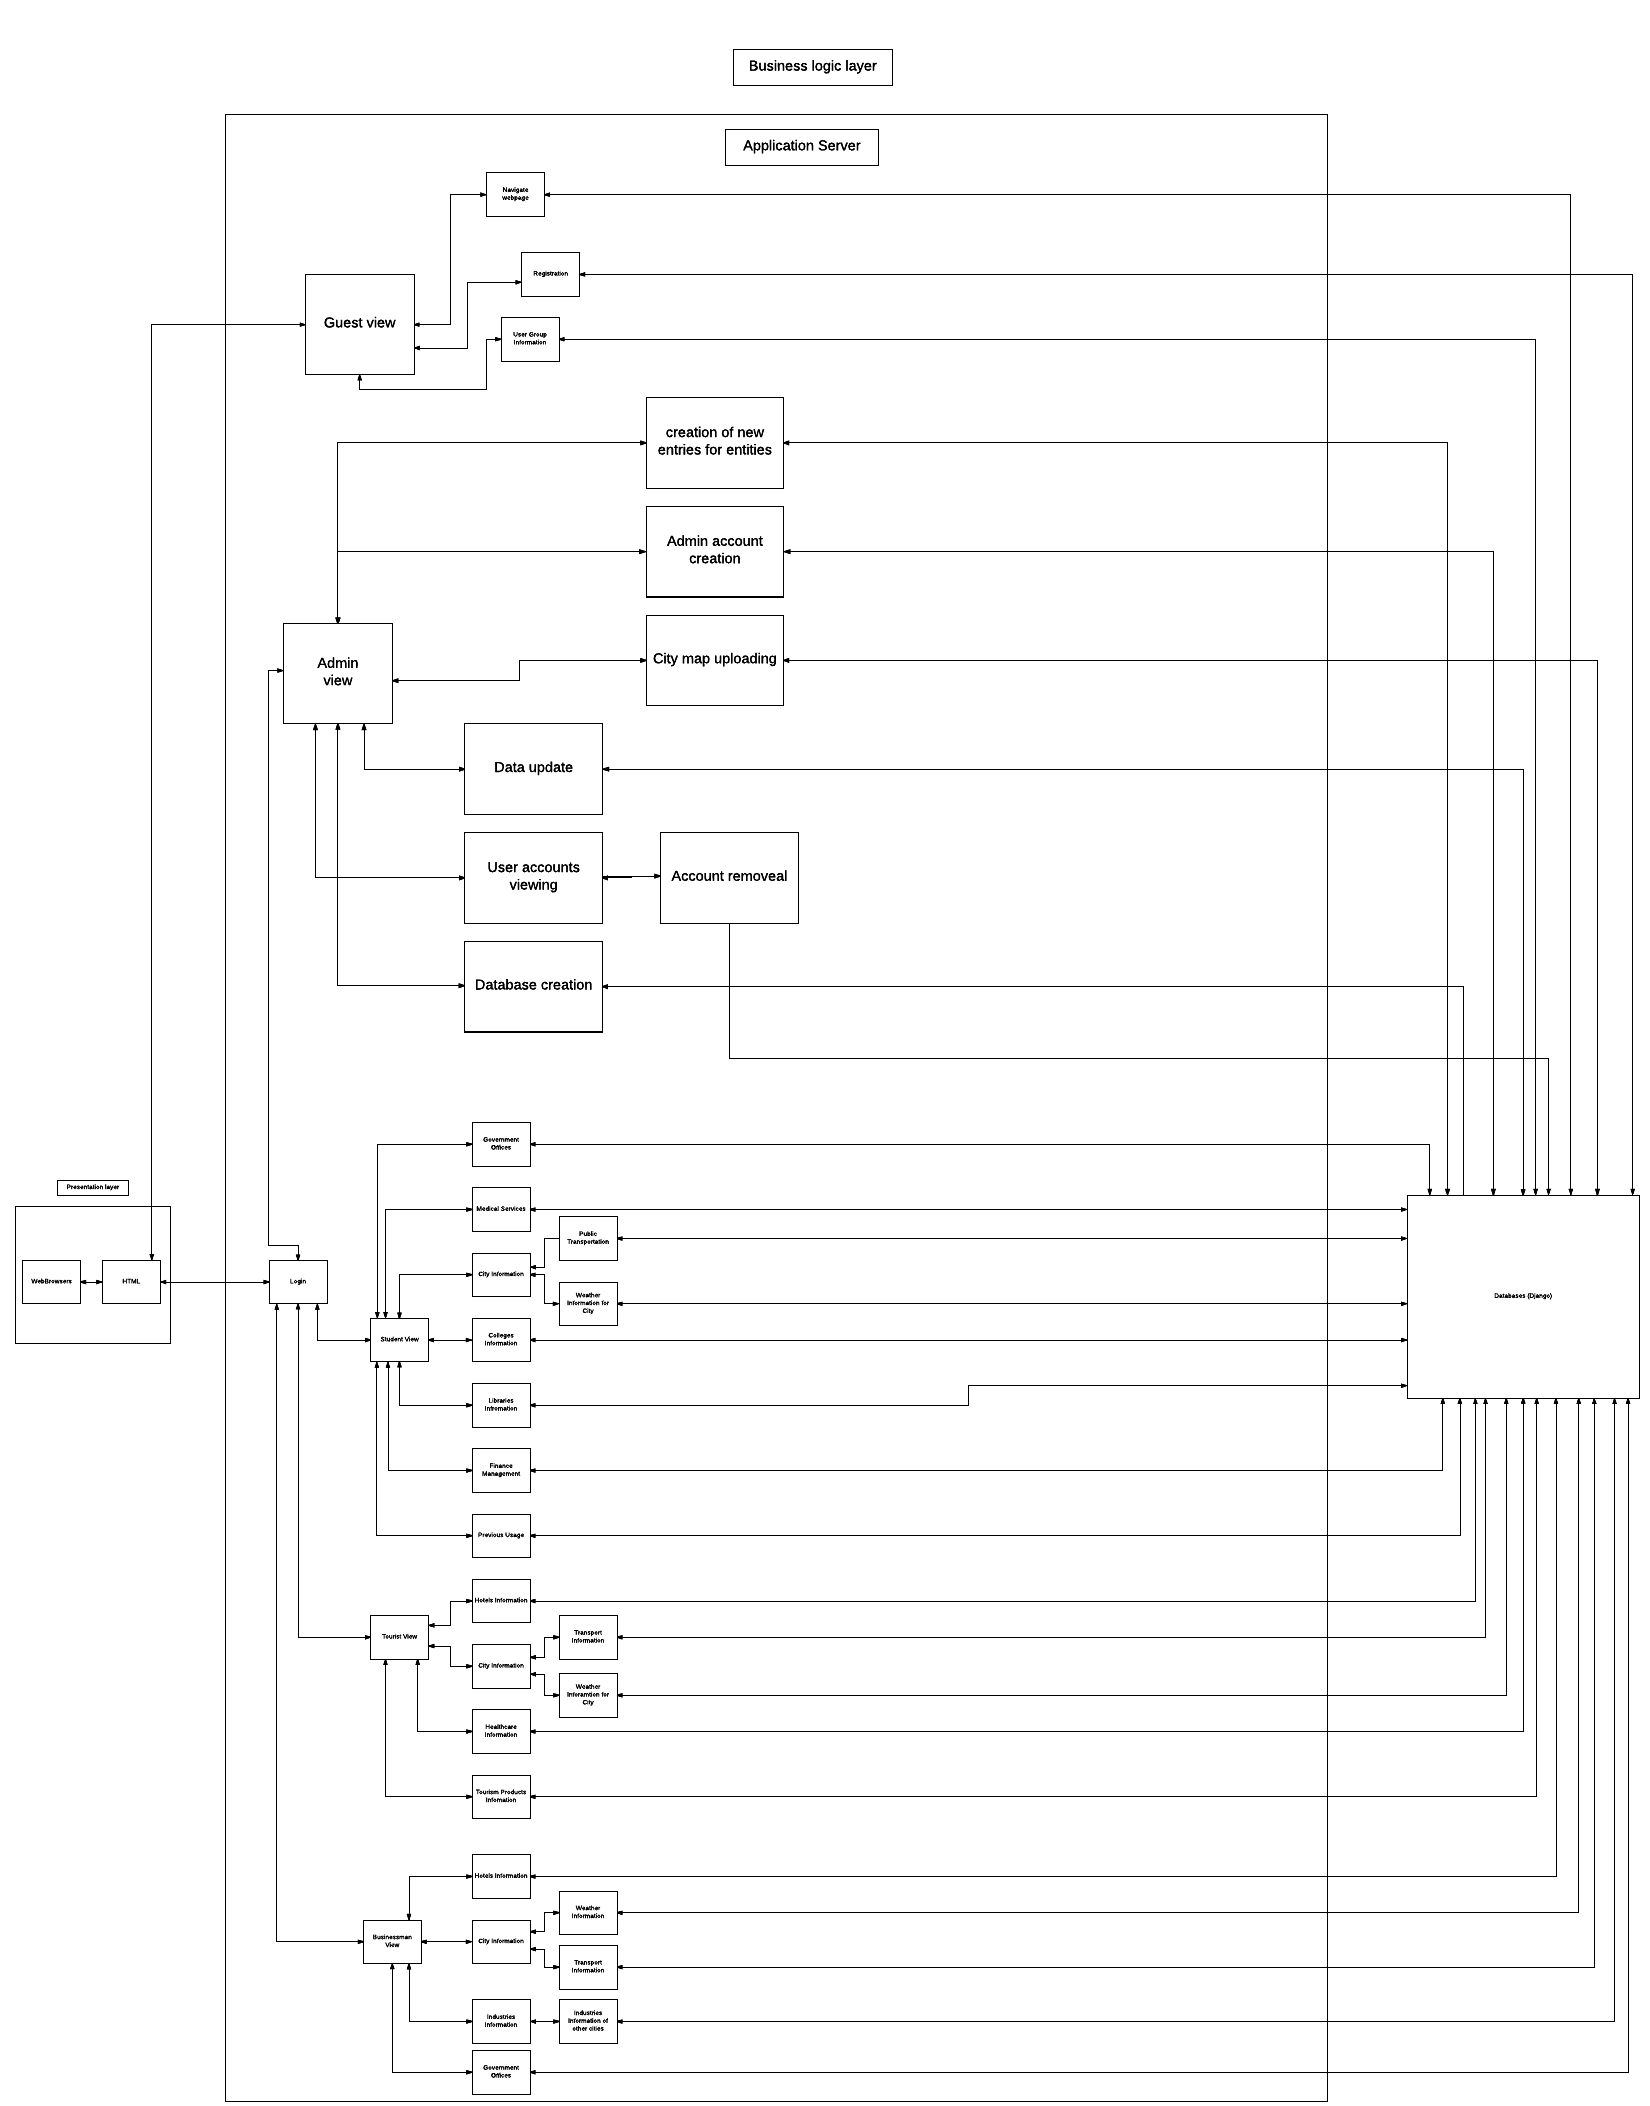 Business logic layer
Application Server
Navigate
webpage
Registration
Guest view
User Group
Information
creation of new
entries for entities
Admin account
creation
City map uploading
Admin
view
Data update
User accounts
viewing
Account removeal
Database creation
Government
Offices
Presentation layer
Medical Services
Public
Transportation
WebBrowsers
HTML
Login
City Information
Weather
Information for
City
Databases (Django)
Student View
Colleges
Information
Libraries
Infromation
Finance
Management
Previous Usage
Hotels Information
Tourist View
Transport
Information
City Information
Weather
Inforamtion for
City
Healthcare
Information
Tourism Products
Infomation
Hotels Information
Weather
Information
Businessman
View
City Information
Transport
Information
Industries
Information
Industries
Information of
other cities
Government
Offices